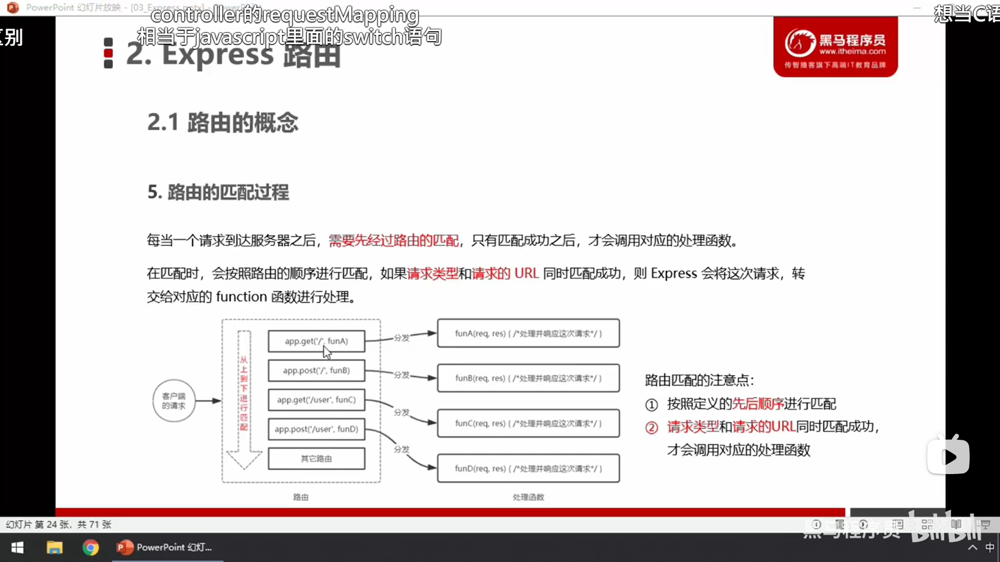 PowerPoint 幻灯片放映 - [03_Express.pptx] - PowerPoint
controller的requestMapping
想当C语
区别
相当于javascript里面的switch语句
2. Express 路由
黑马程序员
www.itheima.com
传智播客旗下高端IT教育品牌
2.1 路由的概念
5. 路由的匹配过程
每当一个请求到达服务器之后，需要先经过路由的匹配，只有匹配成功之后，才会调用对应的处理函数。
在匹配时，会按照路由的顺序进行匹配，如果请求类型和请求的 URL 同时匹配成功，则 Express 会将这次请求，转
交给对应的 function 函数进行处理。
客户端
的请求
从上到下进行匹配
app.get('/', funA)
app.post('/', funB)
app.get('/user', funC)
app.post('/user', funD)
其它路由
路由
分发
分发
分发
分发
funA(req, res) { /*处理并响应这次请求*/ }
funB(req, res) { /*处理并响应这次请求*/ }
funC(req, res) { /*处理并响应这次请求*/ }
funD(req, res) { /*处理并响应这次请求*/ }
处理函数
路由匹配的注意点：
① 按照定义的先后顺序进行匹配
② 请求类型和请求的URL同时匹配成功，
才会调用对应的处理函数
幻灯片 第 24 张，共 71 张
黑马程序员 bilibili
PowerPoint 幻灯...
中